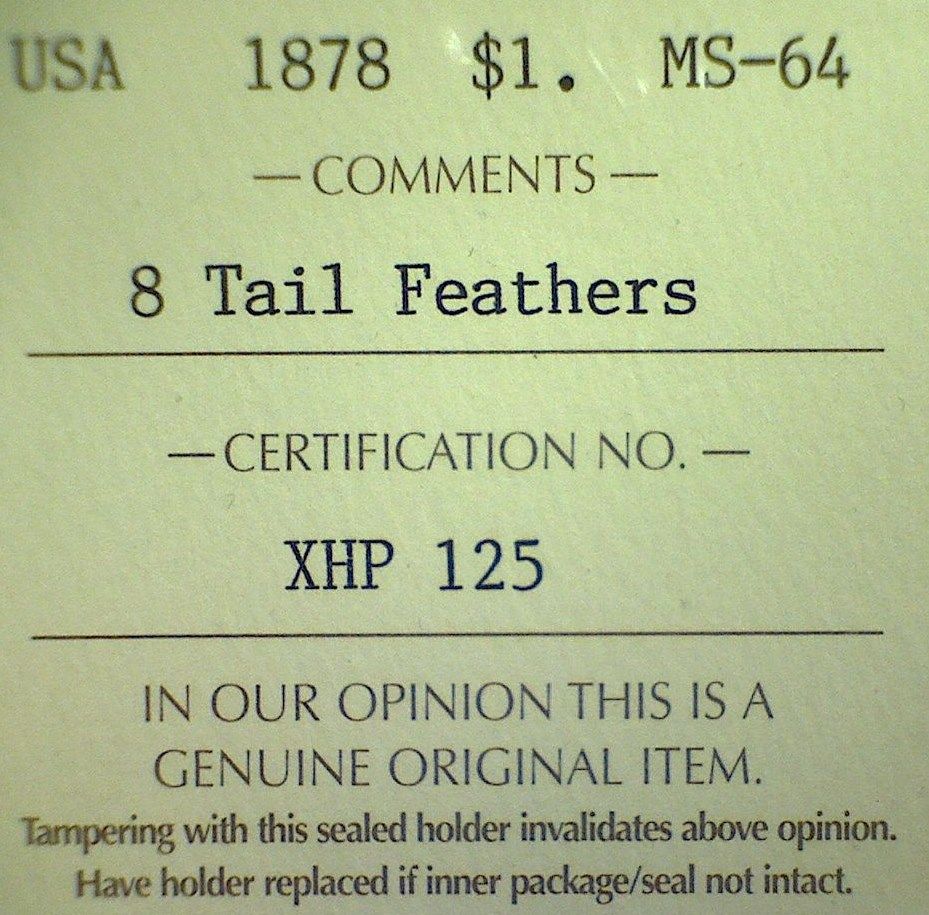 USA 1878 $1. MS-64
— COMMENTS —
8 Tail Feathers
— CERTIFICATION NO. —
XHP 125
IN OUR OPINION THIS IS A
GENUINE ORIGINAL ITEM.
Tampering with this sealed holder invalidates above opinion.
Have holder replaced if inner package/seal not intact.